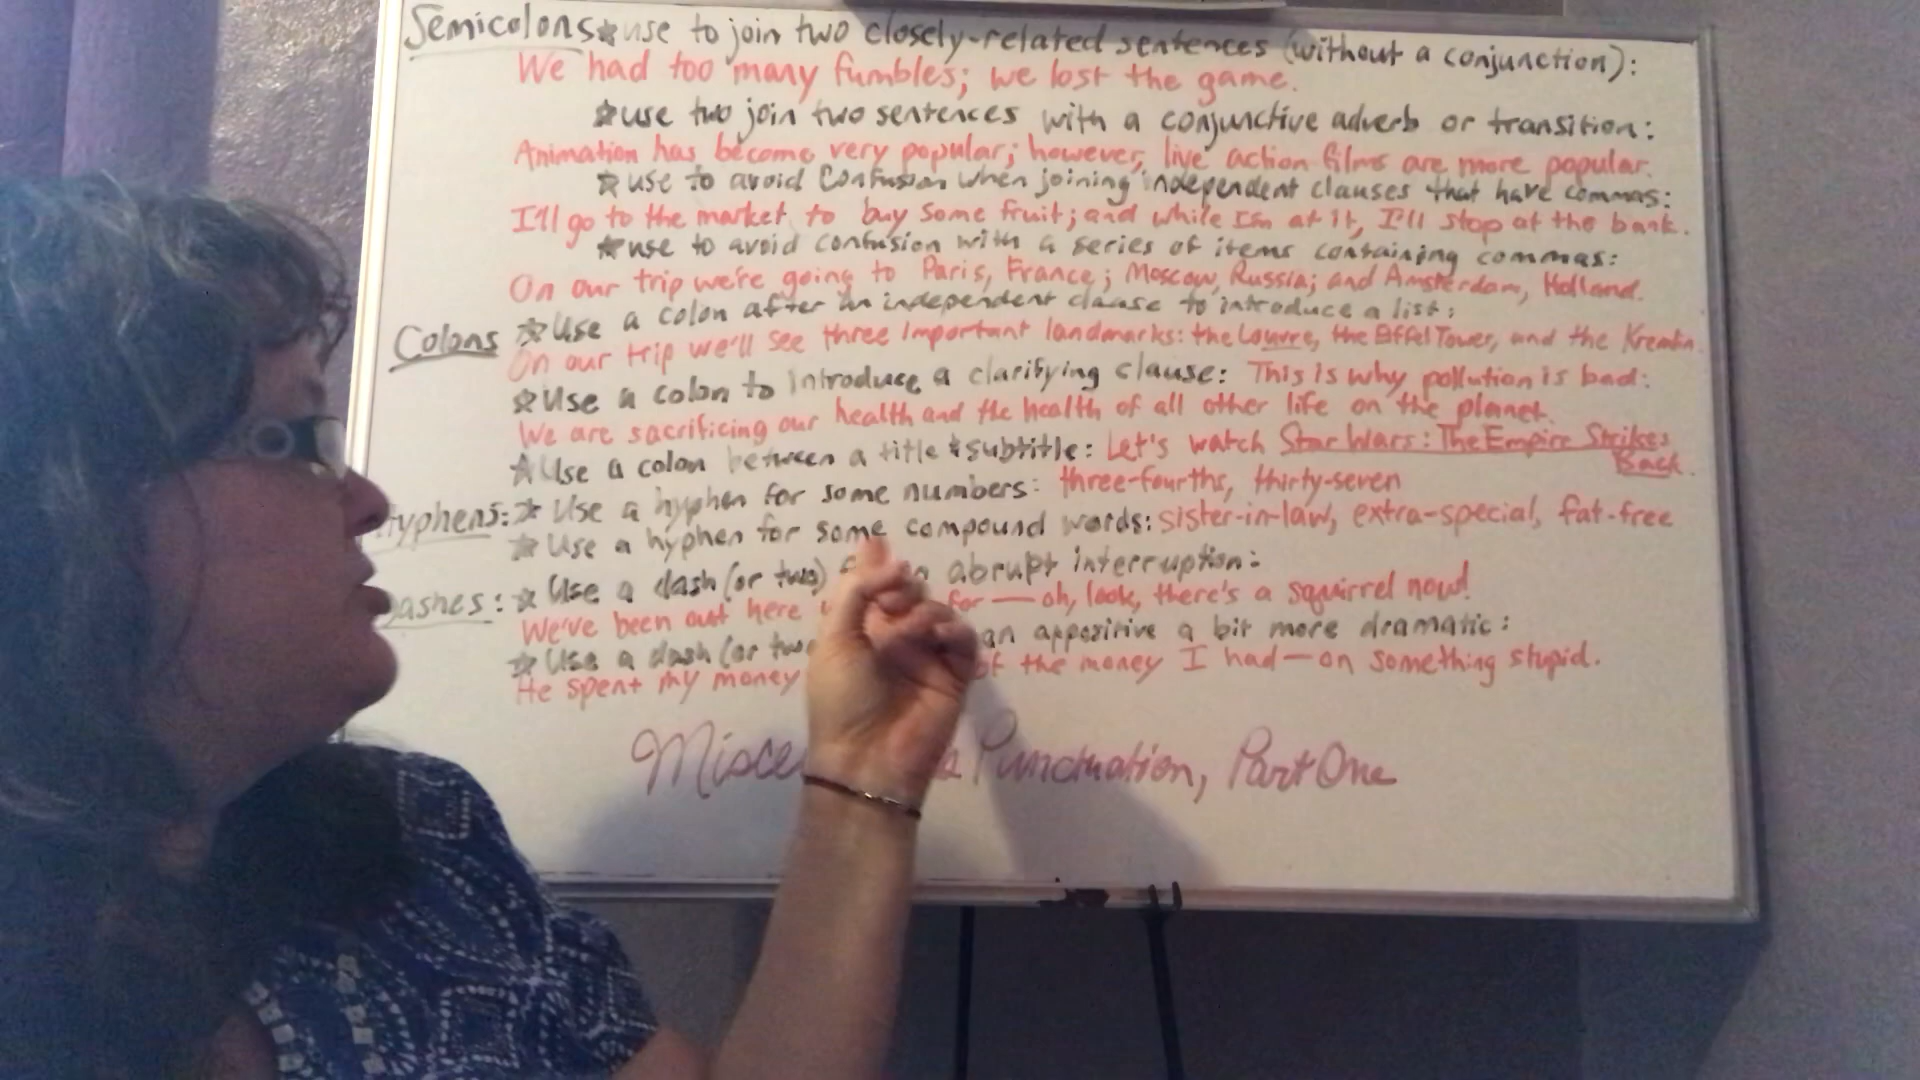 Semicolons ☆ use to join two closely-related sentences (without a conjunction):
We had too many fumbles; we lost the game.
☆ use two join two sentences with a conjunctive adverb or transition:
Animation has become very popular; however, live action films are more popular.
☆ use to avoid confusion when joining independent clauses that have commas:
I'll go to the market to buy some fruit; and while I'm at it, I'll stop at the bank.
☆ use to avoid confusion with a series of items containing commas:
On our trip we're going to Paris, France; Moscow, Russia; and Amsterdam, Holland.
Colons ☆ Use a colon after an independent clause to introduce a list:
On our trip we'll see three important landmarks: the Louvre, the Eiffel Tower, and the Kremlin.
☆ Use a colon to introduce a clarifying clause: This is why pollution is bad:
We are sacrificing our health and the health of all other life on the planet.
☆ Use a colon between a title & subtitle: Let's watch Star Wars: The Empire Strikes
Back.
Hyphens: ☆ Use a hyphen for some numbers: three-fourths, thirty-seven
☆ Use a hyphen for some compound words: sister-in-law, extra-special, fat-free
ashes: ☆ Use a dash (or two) abrupt interruption:
We've been out here for — oh, look, there's a squirrel now!
☆ Use a dash (or two an appositive a bit more dramatic:
He spent my money of the money I had — on something stupid.
Punctuation, Part One